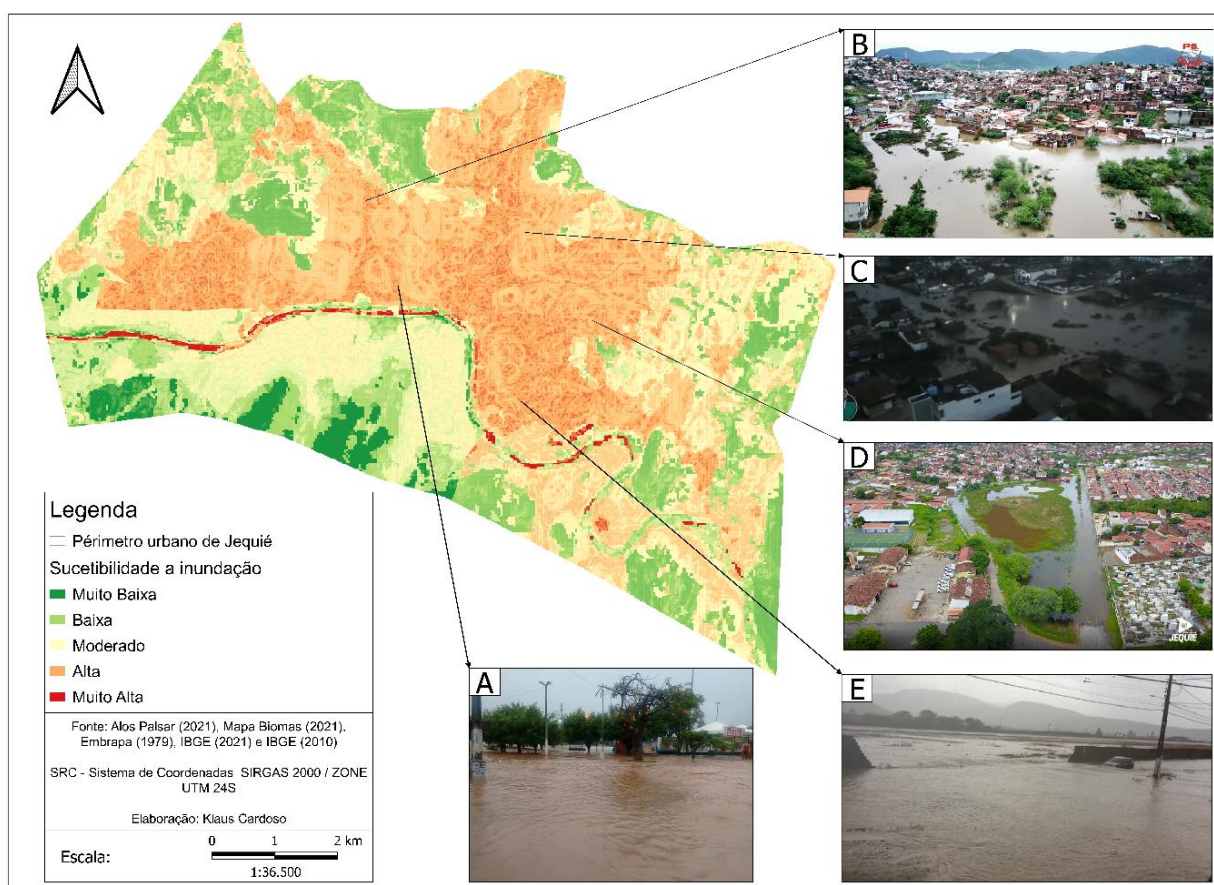 B
C
D
JEQUIE
A
E
Legenda
Périmetro urbano de Jequié
Sucetibilidade a inundação
Muito Baixa
Baixa
Moderado
Alta
Muito Alta
Fonte: Alos Palsar (2021), Mapa Biomas (2021),
Embrapa (1979), IBGE (2021) e IBGE (2010)
SRC - Sistema de Coordenadas SIRGAS 2000 / ZONE
UTM 24S
Elaboração: Klaus Cardoso
Escala:
0 1 2 km
1:36.500